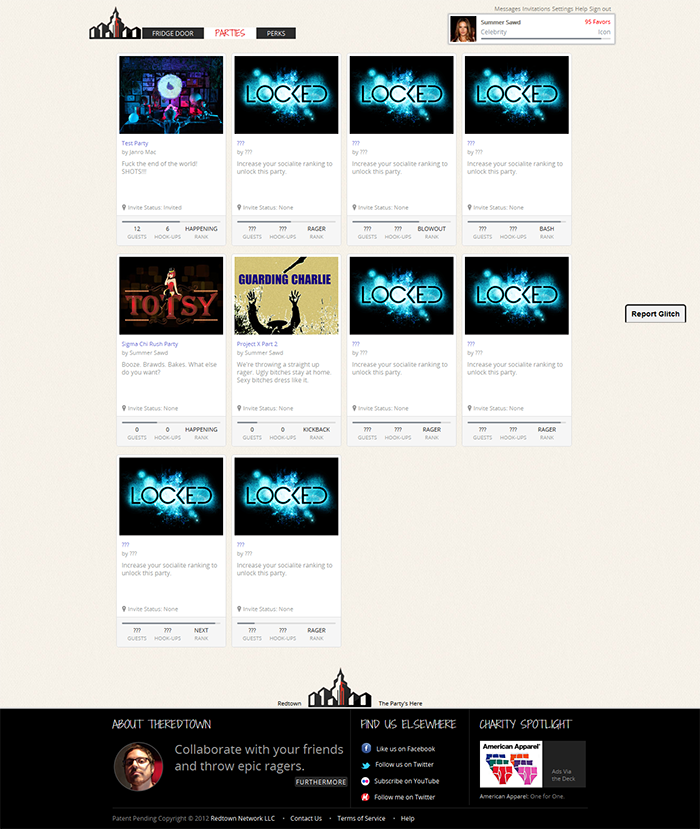 Messages Invitations Settings Help Sign out
FRIDGE DOOR PARTIES PERKS
Summer Sawd 95 Favors
Celebrity Icon
LOCKED LOCKED LOCKED
Test Party ??? ??? ???
by Janro Mac by ??? by ??? by ???
Fuck the end of the world! Increase your socialite ranking to Increase your socialite ranking to Increase your socialite ranking to
SHOTS!!! unlock this party. unlock this party. unlock this party.
Invite Status: Invited Invite Status: None Invite Status: None Invite Status: None
12 6 HAPPENING ??? ??? RAGER ??? ??? BLOWOUT ??? ??? BASH
GUESTS HOOK-UPS RANK GUESTS HOOK-UPS RANK GUESTS HOOK-UPS RANK GUESTS HOOK-UPS RANK
TOTSY GUARDING CHARLIE LOCKED LOCKED
Sigma Chi Rush Party Project X Part 2 ??? ???
by Summer Sawd by Summer Sawd by ??? by ???
Booze. Brawds. Bakes. What else We're throwing a straight up Increase your socialite ranking to Increase your socialite ranking to
do you want? rager. Ugly bitches stay at home. unlock this party. unlock this party.
Sexy bitches dress like it.
Invite Status: None Invite Status: None Invite Status: None Invite Status: None
0 0 HAPPENING 0 0 KICKBACK ??? ??? RAGER ??? ??? RAGER
GUESTS HOOK-UPS RANK GUESTS HOOK-UPS RANK GUESTS HOOK-UPS RANK GUESTS HOOK-UPS RANK
Report Glitch
LOCKED LOCKED
??? ???
by ??? by ???
Increase your socialite ranking to Increase your socialite ranking to
unlock this party. unlock this party.
Invite Status: None Invite Status: None
??? ??? NEXT ??? ??? RAGER
GUESTS HOOK-UPS RANK GUESTS HOOK-UPS RANK
Redtown The Party's Here
ABOUT THEREDTOWN FIND US ELSEWHERE CHARITY SPOTLIGHT
Collaborate with your friends
and throw epic ragers.
FURTHERMORE
Like us on Facebook
Follow us on Twitter
Subscribe on YouTube
Follow me on Twitter
American Apparel
Ads Via
the Deck
American Apparel: One for One.
Patent Pending Copyright © 2012 Redtown Network LLC • Contact Us • Terms of Service • Help